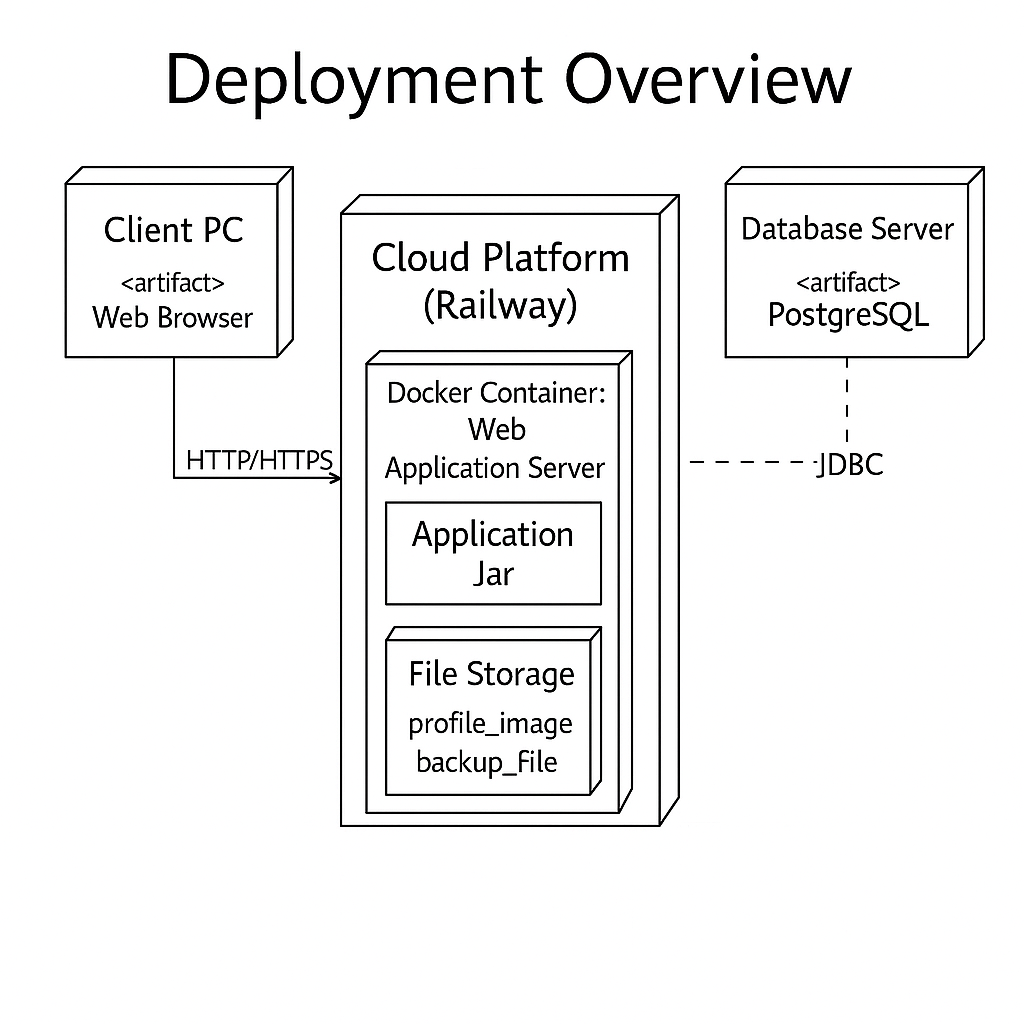 Deployment Overview
Client PC
<artifact>
Web Browser
HTTP/HTTPS
Cloud Platform
(Railway)
Docker Container:
Web
Application Server
Application
Jar
File Storage
profile_image
backup_file
Database Server
<artifact>
PostgreSQL
JDBC